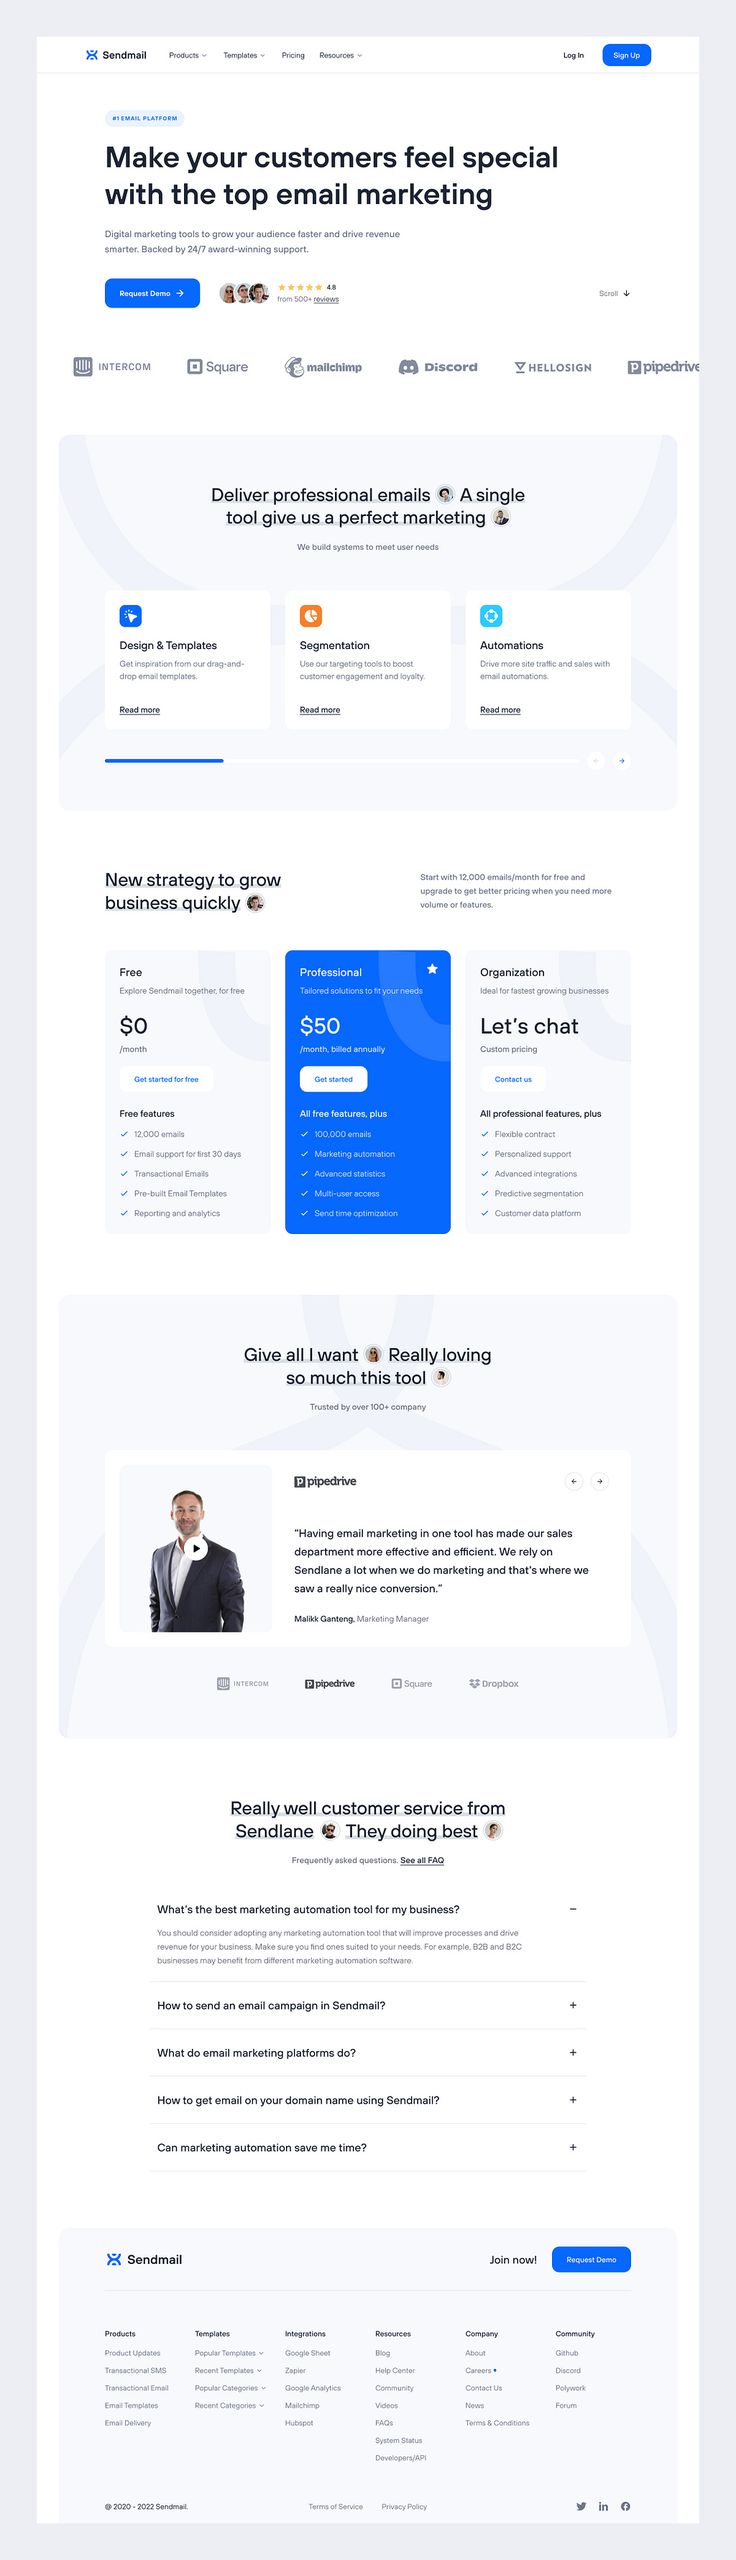 Sendmail
Products
Templates
Pricing
Resources
Log In
Sign Up
#1 EMAIL PLATFORM
Make your customers feel special
with the top email marketing
Digital marketing tools to grow your audience faster and drive revenue
smarter. Backed by 24/7 award-winning support.
Request Demo
4.8
from 500+ reviews
Scroll
INTERCOM
Square
mailchimp
Discord
HELLOSIGN
pipedrive
Deliver professional emails A single
tool give us a perfect marketing
We build systems to meet user needs
Design & Templates
Get inspiration from our drag-and-
drop email templates.
Read more
Segmentation
Use our targeting tools to boost
customer engagement and loyalty.
Read more
Automations
Drive more site traffic and sales with
email automations.
Read more
New strategy to grow
business quickly
Start with 12,000 emails/month for free and
upgrade to get better pricing when you need more
volume or features.
Free
Explore Sendmail together, for free
$0
/month
Get started for free
Free features
12,000 emails
Email support for first 30 days
Transactional Emails
Pre-built Email Templates
Reporting and analytics
Professional
Tailored solutions to fit your needs
$50
/month, billed annually
Get started
All free features, plus
100,000 emails
Marketing automation
Advanced statistics
Multi-user access
Send time optimization
Organization
Ideal for fastest growing businesses
Let's chat
Custom pricing
Contact us
All professional features, plus
Flexible contract
Personalized support
Advanced integrations
Predictive segmentation
Customer data platform
Give all I want Really loving
so much this tool
Trusted by over 100+ company
pipedrive
"Having email marketing in one tool has made our sales
department more effective and efficient. We rely on
Sendlane a lot when we do marketing and that's where we
saw a really nice conversion."
Malikk Ganteng, Marketing Manager
INTERCOM
pipedrive
Square
Dropbox
Really well customer service from
Sendlane They doing best
Frequently asked questions. See all FAQ
What's the best marketing automation tool for my business?
You should consider adopting any marketing automation tool that will improve processes and drive
revenue for your business. Make sure you find ones suited to your needs. For example, B2B and B2C
businesses may benefit from different marketing automation software.
How to send an email campaign in Sendmail?
What do email marketing platforms do?
How to get email on your domain name using Sendmail?
Can marketing automation save me time?
Sendmail
Join now!
Request Demo
Products
Product Updates
Transactional SMS
Transactional Email
Email Templates
Email Delivery
Templates
Popular Templates
Recent Templates
Popular Categories
Recent Categories
Integrations
Google Sheet
Zapier
Google Analytics
Mailchimp
Hubspot
Resources
Blog
Help Center
Community
Videos
FAQs
System Status
Developers/API
Company
About
Careers
Contact Us
News
Terms & Conditions
Community
Github
Discord
Polywork
Forum
@ 2020 - 2022 Sendmail.
Terms of Service
Privacy Policy